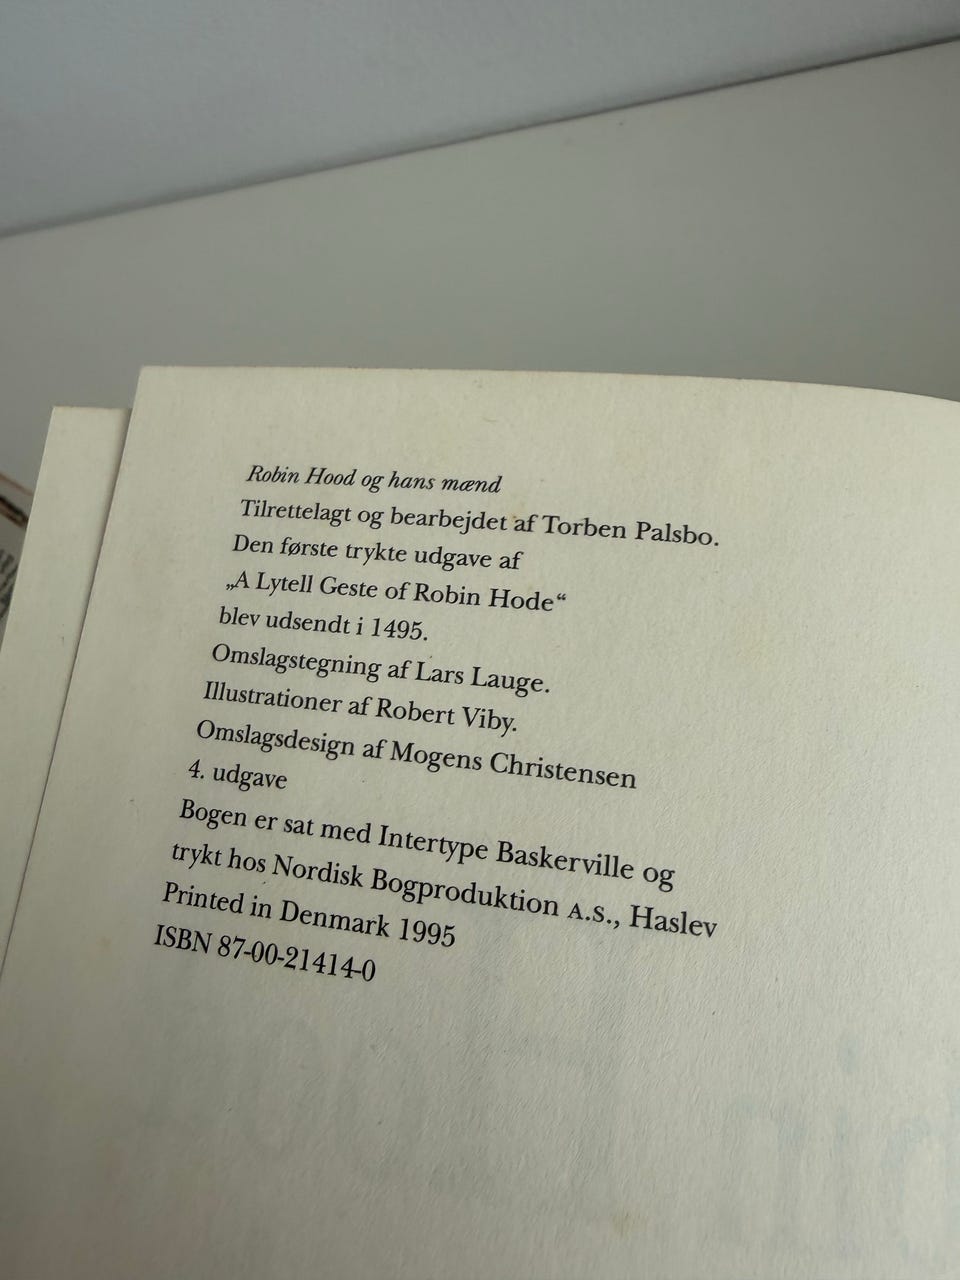 Robin Hood og hans mænd
Tilrettelagt og bearbejdet af Torben Palsbo.
Den første trykte udgave af
„A Lytell Geste of Robin Hode“
blev udsendt i 1495.
Omslagstegning af Lars Lauge.
Illustrationer af Robert Viby.
Omslagsdesign af Mogens Christensen
4. udgave
Bogen er sat med Intertype Baskerville og
trykt hos Nordisk Bogproduktion A.S., Haslev
Printed in Denmark 1995
ISBN 87-00-21414-0